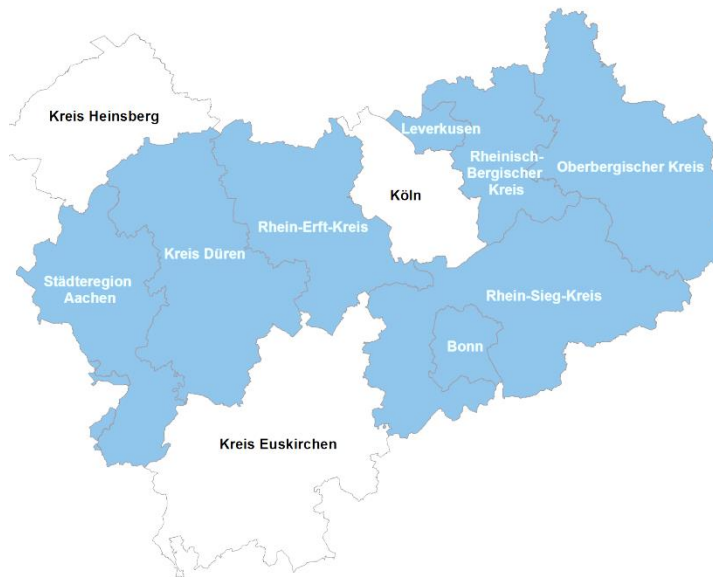 Kreis Heinsberg
Leverkusen
Rheinisch-
Bergischer
Kreis
Oberbergischer Kreis
Köln
Rhein-Erft-Kreis
Kreis Düren
Städteregion
Aachen
Rhein-Sieg-Kreis
Bonn
Kreis Euskirchen